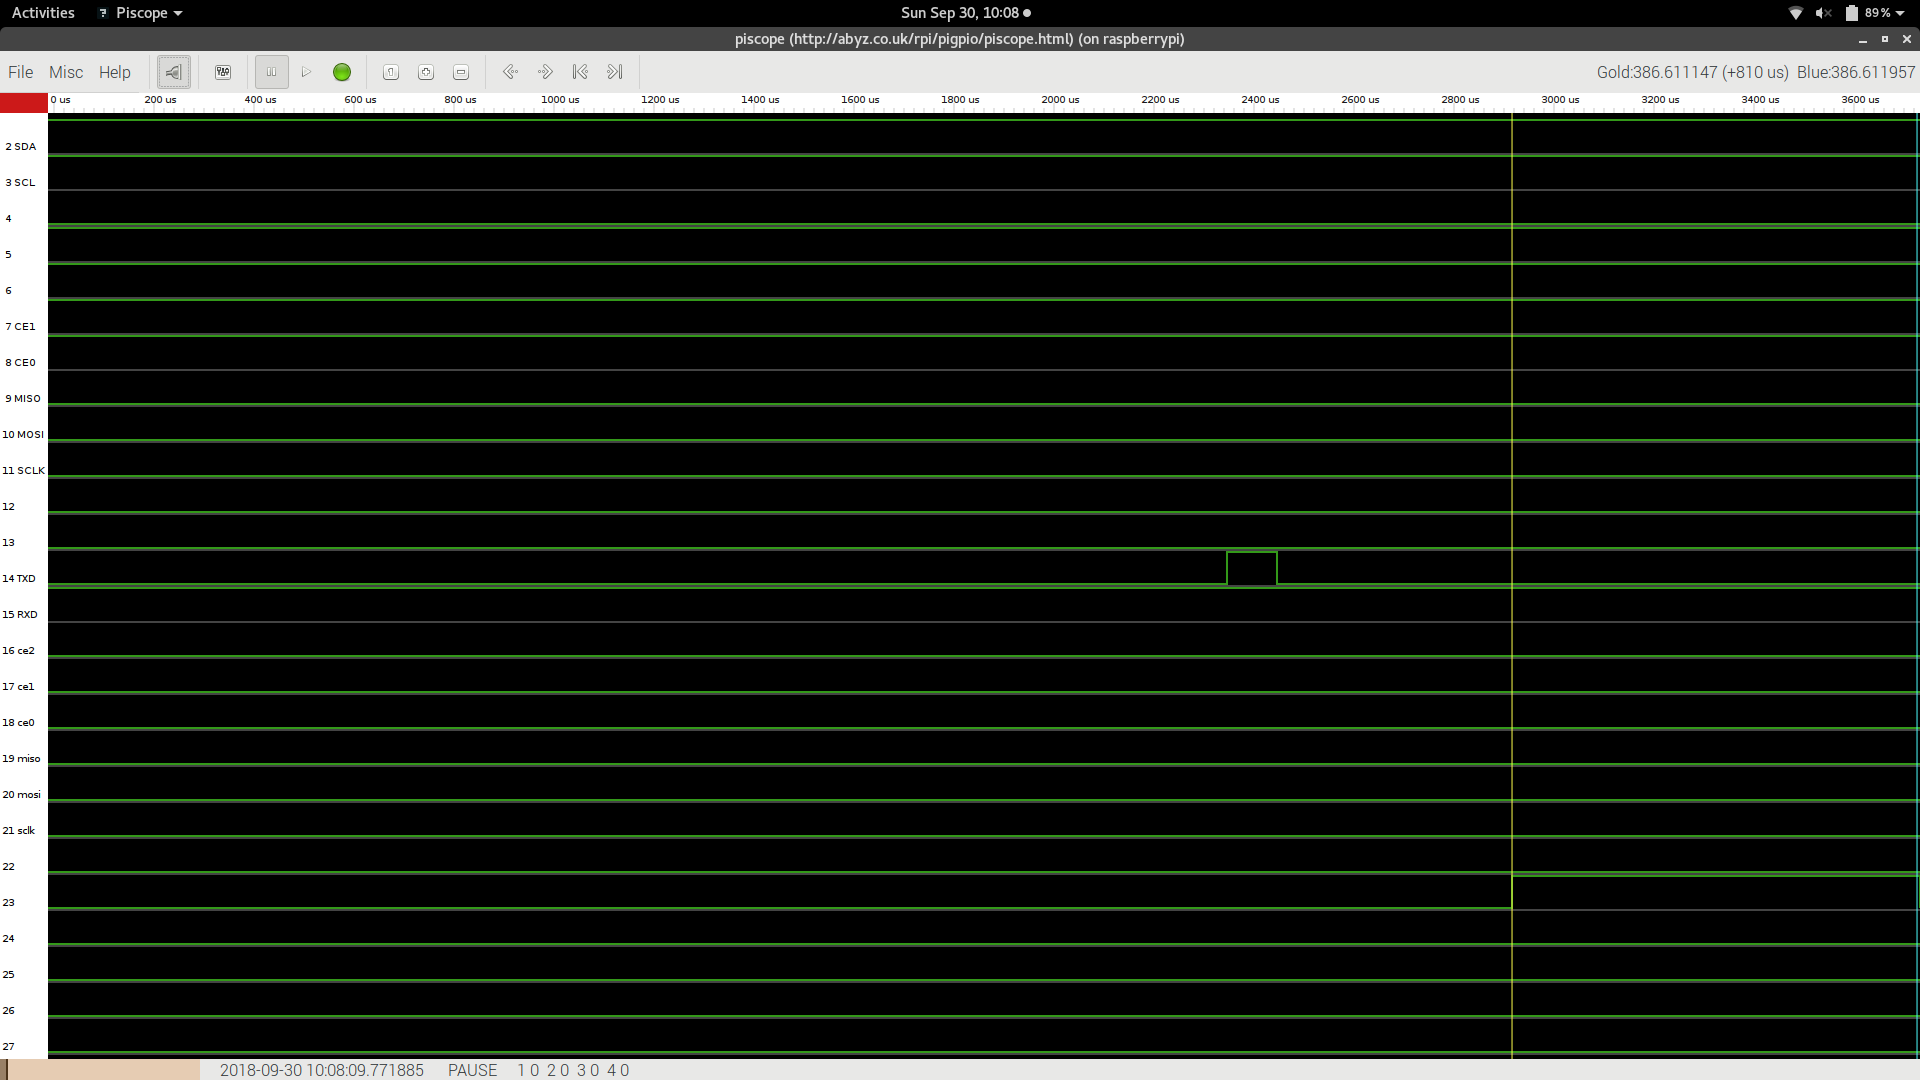 Activities Piscope Sun Sep 30, 10:08 89%
piscope (http://abyz.co.uk/rpi/pigpio/piscope.html) (on raspberrypi)
File Misc Help Gold:386.611147 (+810 us) Blue:386.611957
0 us 200 us 400 us 600 us 800 us 1000 us 1200 us 1400 us 1600 us 1800 us 2000 us 2200 us 2400 us 2600 us 2800 us 3000 us 3200 us 3400 us 3600 us
2 SDA
3 SCL
4
5
6
7 CE1
8 CE0
9 MISO
10 MOSI
11 SCLK
12
13
14 TXD
15 RXD
16 ce2
17 ce1
18 ce0
19 miso
20 mosi
21 sclk
22
23
24
25
26
27
2018-09-30 10:08:09.771885 PAUSE 1 0 2 0 3 0 4 0